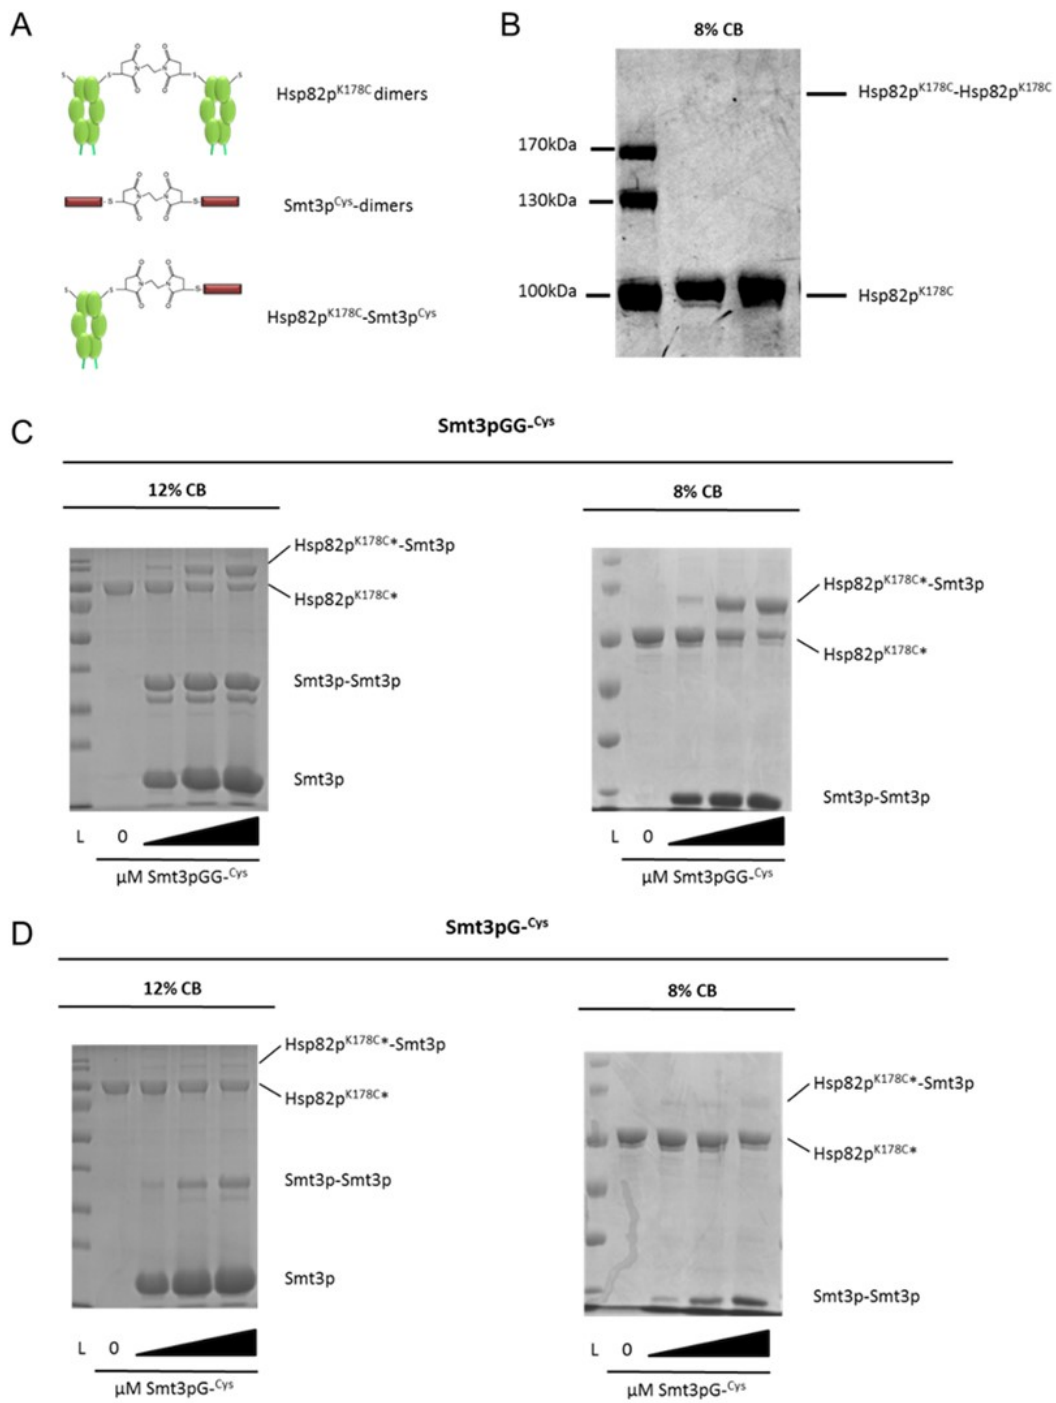 A
Hsp82pK178C dimers
Smt3pCys-dimers
Hsp82pK178C-Smt3pCys
B
8% CB
Hsp82pK178C-Hsp82pK178C
170kDa
130kDa
100kDa
Hsp82pK178C
C
Smt3pGG-Cys
12% CB
Hsp82pK178C*-Smt3p
Hsp82pK178C*
Smt3p-Smt3p
Smt3p
L 0
µM Smt3pGG-Cys
8% CB
Hsp82pK178C*-Smt3p
Hsp82pK178C*
Smt3p-Smt3p
L 0
µM Smt3pGG-Cys
D
Smt3pG-Cys
12% CB
Hsp82pK178C*-Smt3p
Hsp82pK178C*
Smt3p-Smt3p
Smt3p
L 0
µM Smt3pG-Cys
8% CB
Hsp82pK178C*-Smt3p
Hsp82pK178C*
Smt3p-Smt3p
L 0
µM Smt3pG-Cys